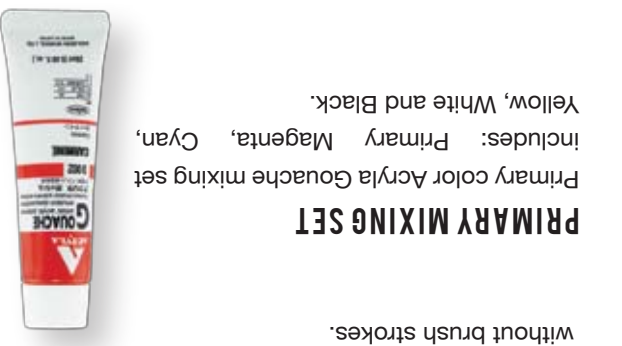 without brush strokes.
PRIMARY MIXING SET
Primary color Acryla Gouache mixing set
includes: Primary Magenta, Cyan,
Yellow, White and Black.
ACRYLA
GOUACHE
CARMINE